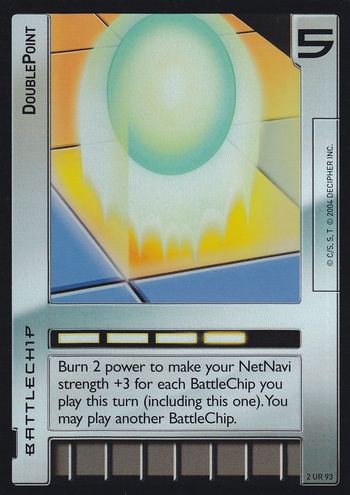 DOUBLEPOINT
5
© C/S, S, T © 2004 DECIPHER INC.
BATTLECHIP
Burn 2 power to make your NetNavi
strength +3 for each BattleChip you
play this turn (including this one). You
may play another BattleChip.
2 UR 93